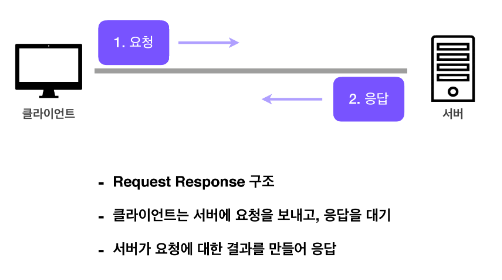 1. 요청
클라이언트
2. 응답
서버
- Request Response 구조
- 클라이언트는 서버에 요청을 보내고, 응답을 대기
- 서버가 요청에 대한 결과를 만들어 응답